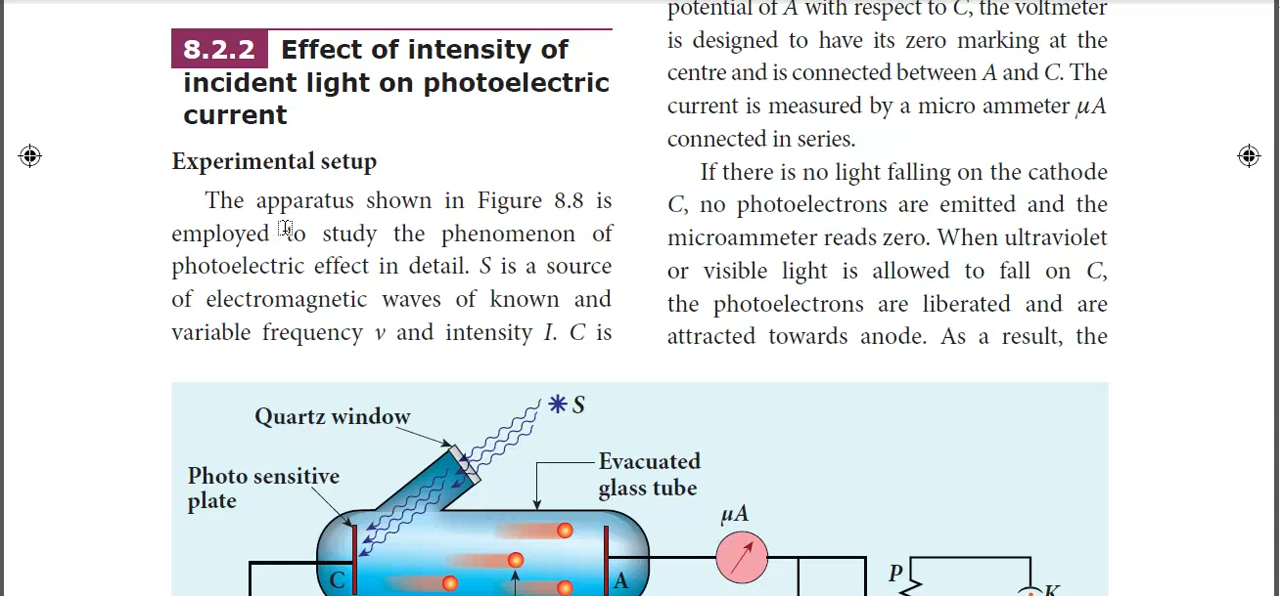 8.2.2 Effect of intensity of
incident light on photoelectric
current
Experimental setup
The apparatus shown in Figure 8.8 is
employed to study the phenomenon of
photoelectric effect in detail. S is a source
of electromagnetic waves of known and
variable frequency ν and intensity I. C is
potential of A with respect to C, the voltmeter
is designed to have its zero marking at the
centre and is connected between A and C. The
current is measured by a micro ammeter μA
connected in series.
If there is no light falling on the cathode
C, no photoelectrons are emitted and the
microammeter reads zero. When ultraviolet
or visible light is allowed to fall on C,
the photoelectrons are liberated and are
attracted towards anode. As a result, the
Quartz window
S
Photo sensitive
plate
Evacuated
glass tube
μA
C
A
P
K